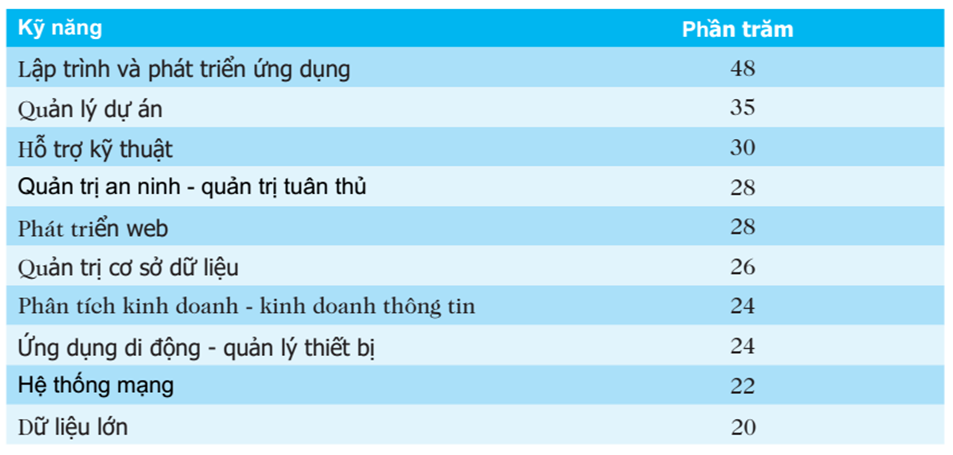 Kỹ năng Phần trăm
Lập trình và phát triển ứng dụng 48
Quản lý dự án 35
Hỗ trợ kỹ thuật 30
Quản trị an ninh - quản trị tuân thủ 28
Phát triển web 28
Quản trị cơ sở dữ liệu 26
Phân tích kinh doanh - kinh doanh thông tin 24
Ứng dụng di động - quản lý thiết bị 24
Hệ thống mạng 22
Dữ liệu lớn 20